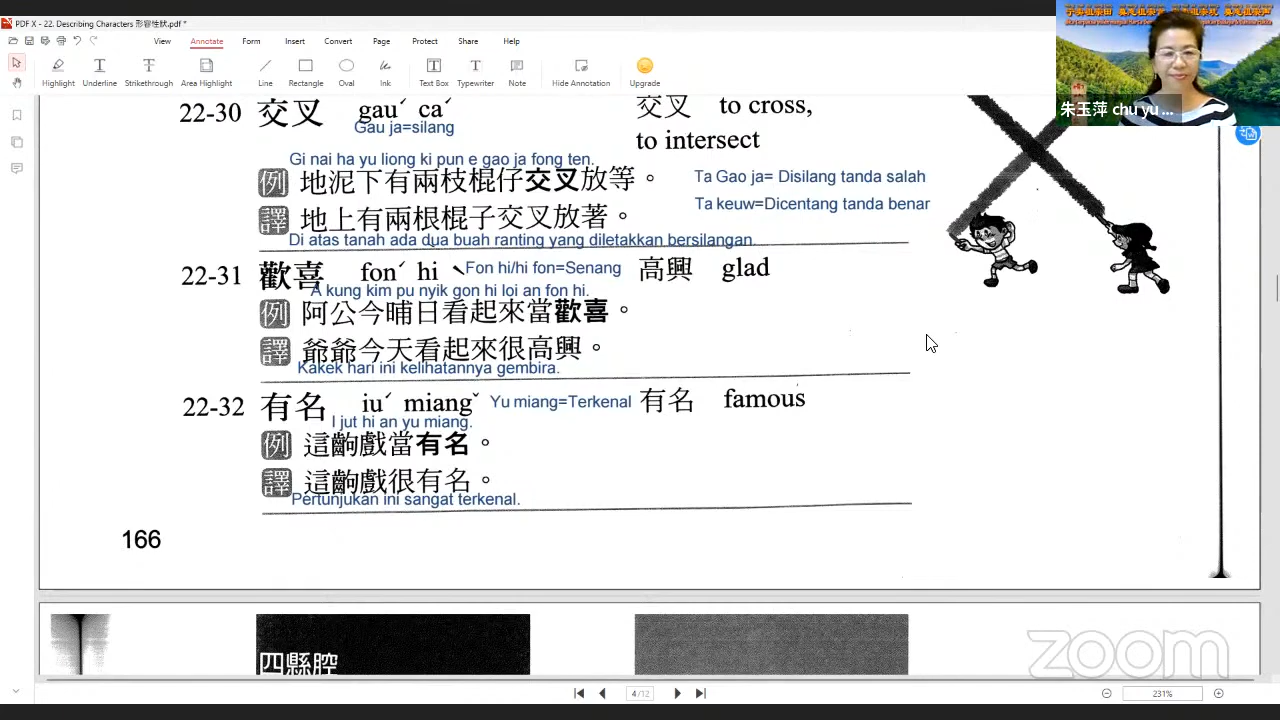 PDF X - 22. Describing Characters 形容性狀.pdf *
View Annotate Form Insert Convert Page Protect Share Help
Highlight Underline Strikethrough Area Highlight Line Rectangle Oval Ink Text Box Typewriter Note Hide Annotation Upgrade
朱玉萍 chu yu ...
22-30 交叉 gauˊ caˊ 交叉 to cross,
Gau ja=silang
to intersect
Gi nai ha yu liong ki pun e gao ja fong ten.
例 地泥下有兩枝棍仔交叉放等。
Ta Gao ja= Disilang tanda salah
譯 地上有兩根棍子交叉放著。
Ta keuw=Dicentang tanda benar
Di atas tanah ada dua buah ranting yang diletakkan bersilangan.
22-31 歡喜 fonˊ hiˋ Fon hi/hi fon=Senang 高興 glad
A kung kim pu nyik gon hi loi an fon hi.
例 阿公今晡日看起來當歡喜。
譯 爺爺今天看起來很高興。
Kakek hari ini kelihatannya gembira.
22-32 有名 iuˊ miangˇ Yu miang=Terkenal 有名 famous
I jut hi an yu miang.
例 這齣戲當有名。
譯 這齣戲很有名。
Pertunjukan ini sangat terkenal.
166
四縣腔
zoom
4/12
231%